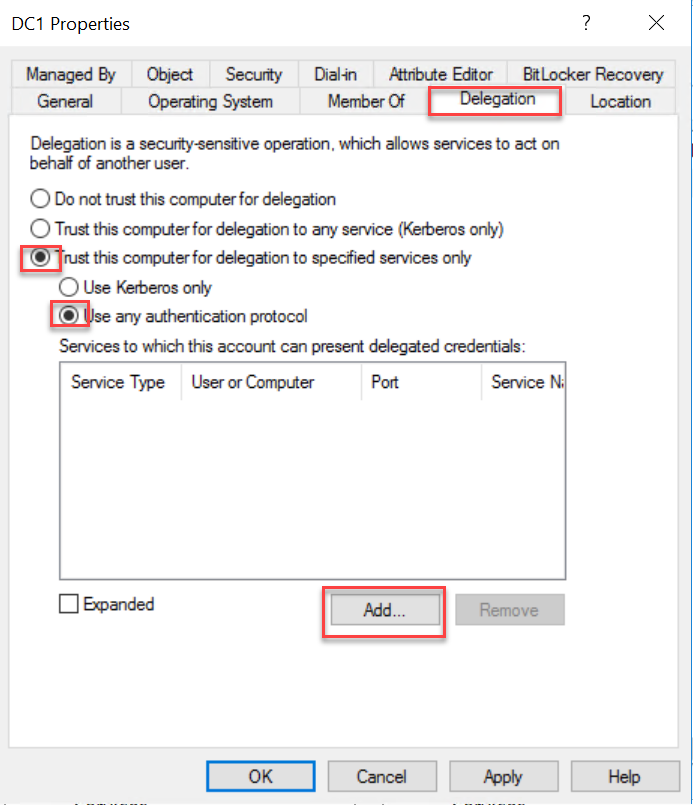 DC1 Properties
?
Managed By Object Security Dial-in Attribute Editor BitLocker Recovery
General Operating System Member Of Delegation Location
Delegation is a security-sensitive operation, which allows services to act on
behalf of another user.
Do not trust this computer for delegation
Trust this computer for delegation to any service (Kerberos only)
Trust this computer for delegation to specified services only
Use Kerberos only
Use any authentication protocol
Services to which this account can present delegated credentials:
Service Type User or Computer Port Service Na
Expanded
Add... Remove
OK Cancel Apply Help